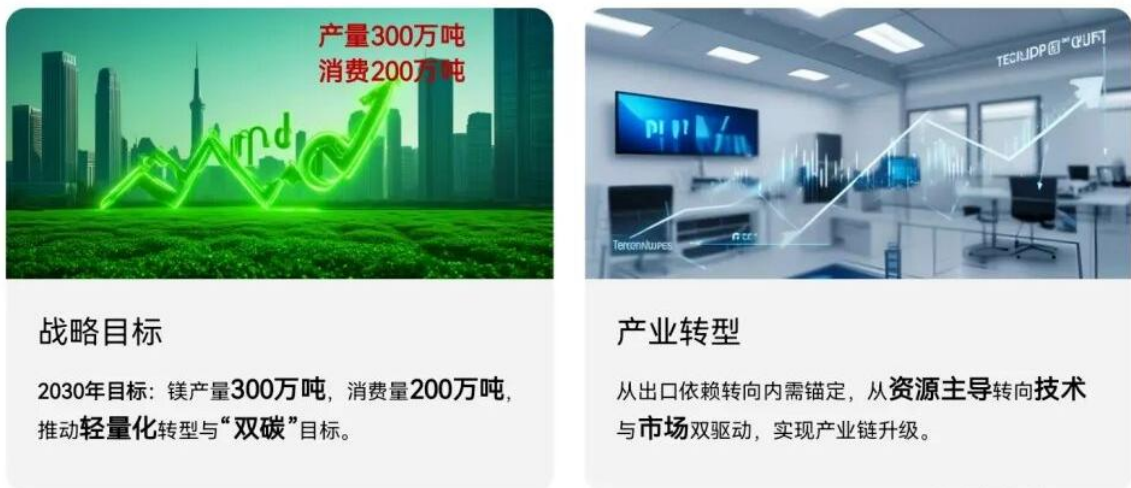 产量300万吨
消费200万吨
战略目标
2030年目标：镁产量300万吨，消费量200万吨，
推动轻量化转型与“双碳”目标。
产业转型
从出口依赖转向内需锚定，从资源主导转向技术
与市场双驱动，实现产业链升级。